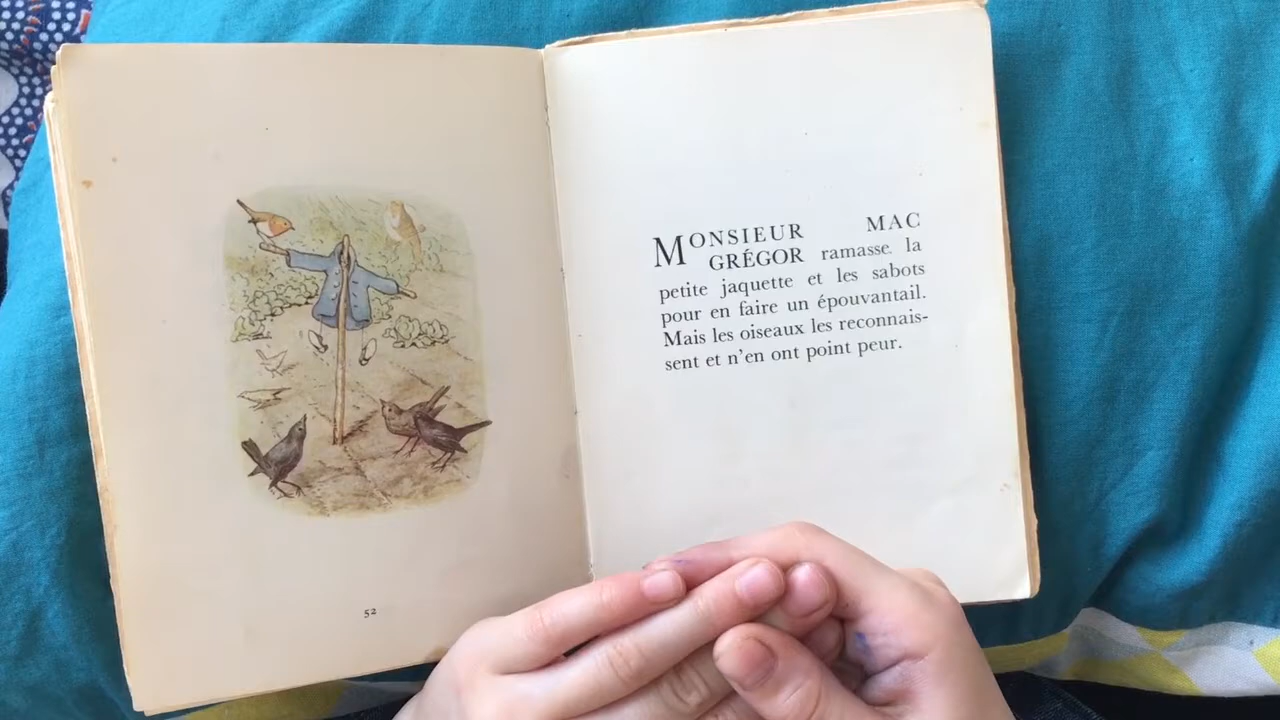 MONSIEUR MAC
GRÉGOR ramasse la
petite jaquette et les sabots
pour en faire un épouvantail.
Mais les oiseaux les reconnais-
sent et n'en ont point peur.
52